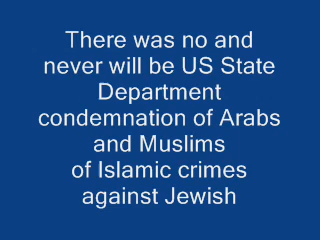 There was no and
never will be US State
Department
condemnation of Arabs
and Muslims
of Islamic crimes
against Jewish